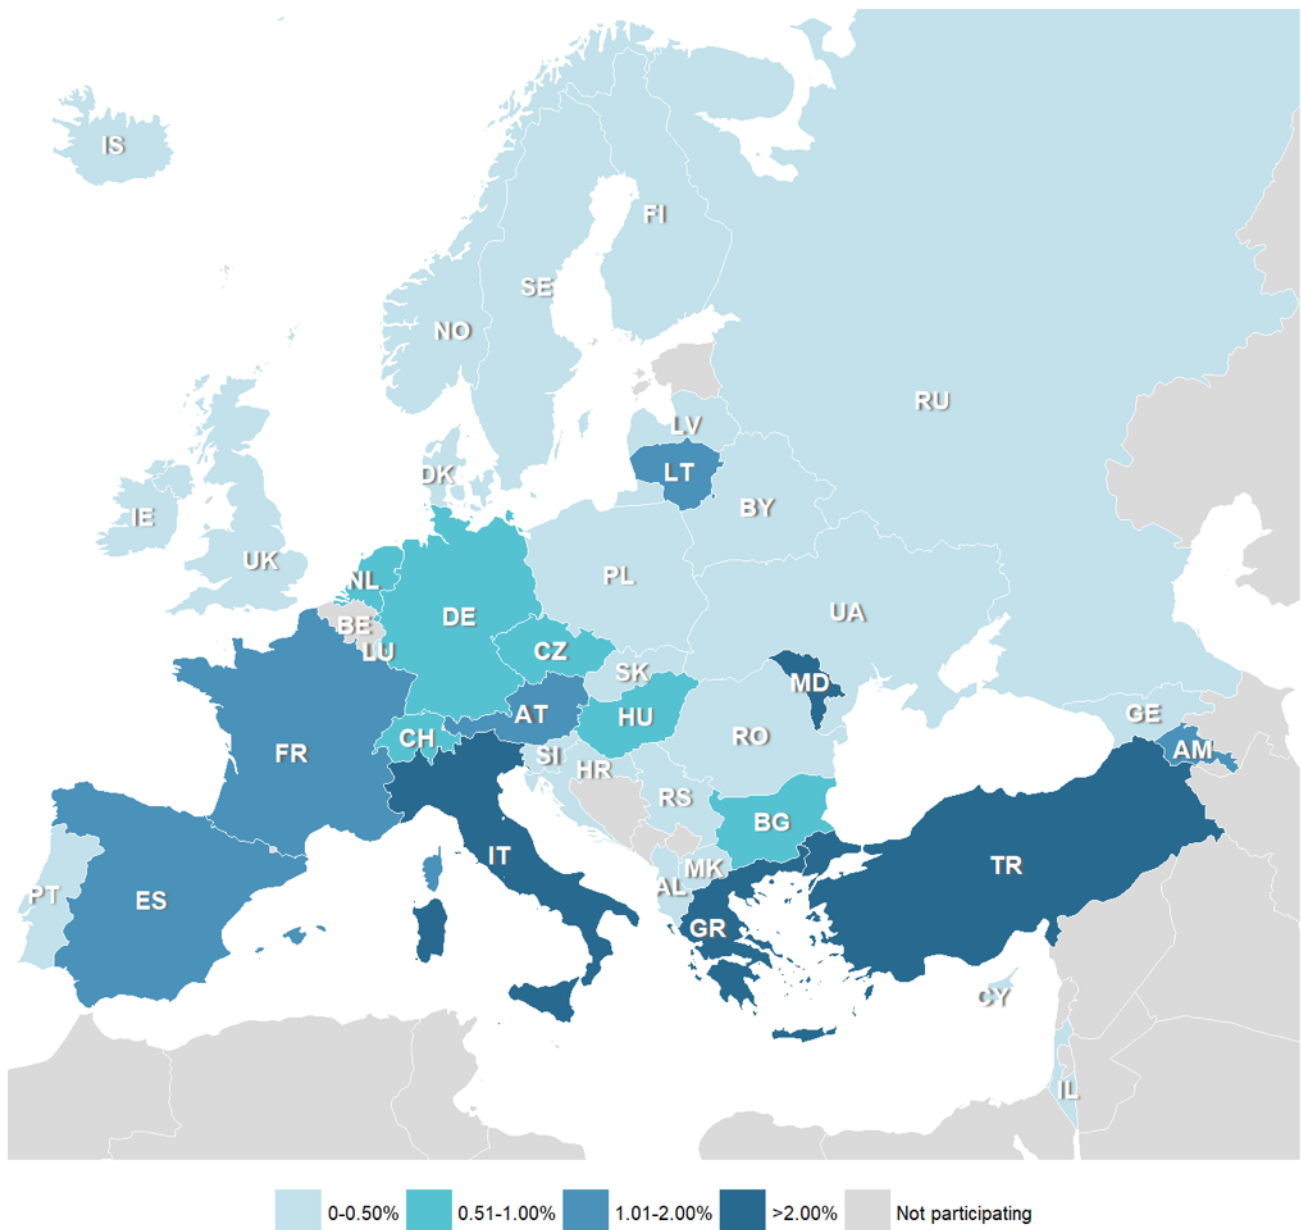 IS
FI
SE
NO
RU
LV
LT
DK
BY
IE
UK
NL
PL
DE
UA
BE
LU
CZ
SK
MD
AT
HU
GE
CH
RO
AM
FR
SI
HR
RS
BG
IT
TR
MK
AL
PT
ES
GR
CY
IL
0-0.50% 0.51-1.00% 1.01-2.00% >2.00% Not participating